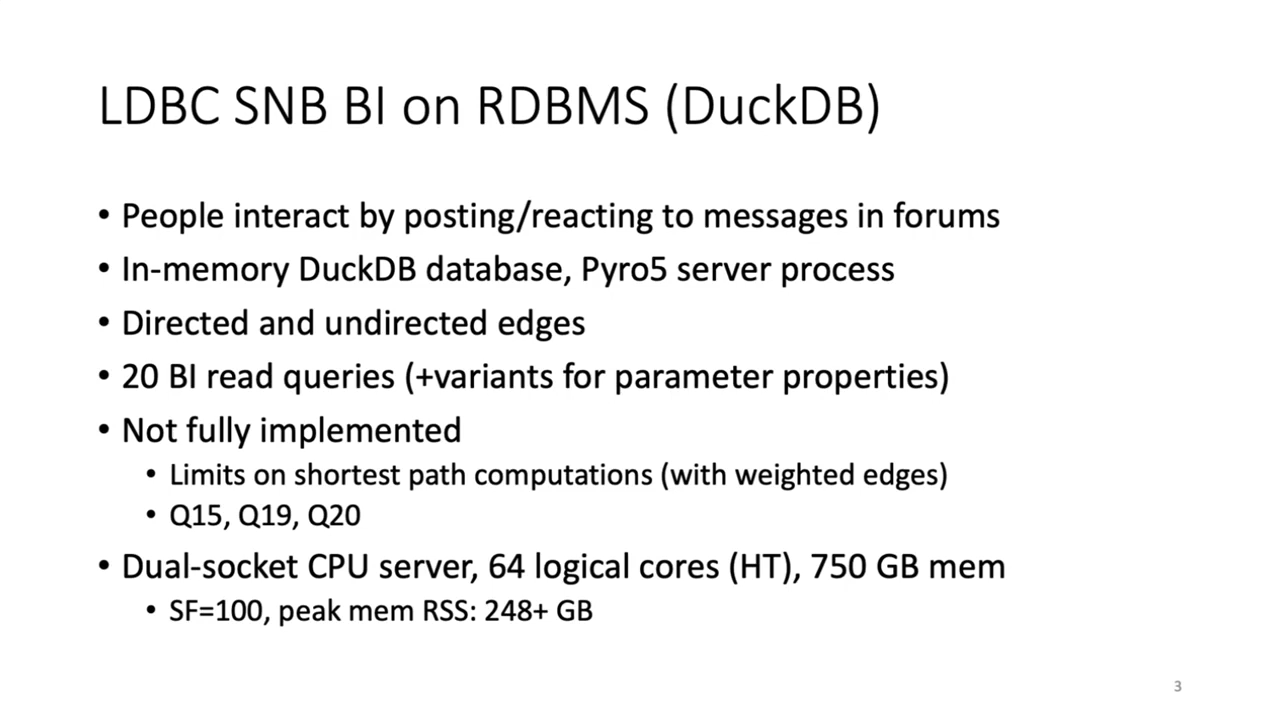 LDBC SNB BI on RDBMS (DuckDB)
• People interact by posting/reacting to messages in forums
• In-memory DuckDB database, Pyro5 server process
• Directed and undirected edges
• 20 BI read queries (+variants for parameter properties)
• Not fully implemented
• Limits on shortest path computations (with weighted edges)
• Q15, Q19, Q20
• Dual-socket CPU server, 64 logical cores (HT), 750 GB mem
• SF=100, peak mem RSS: 248+ GB
3